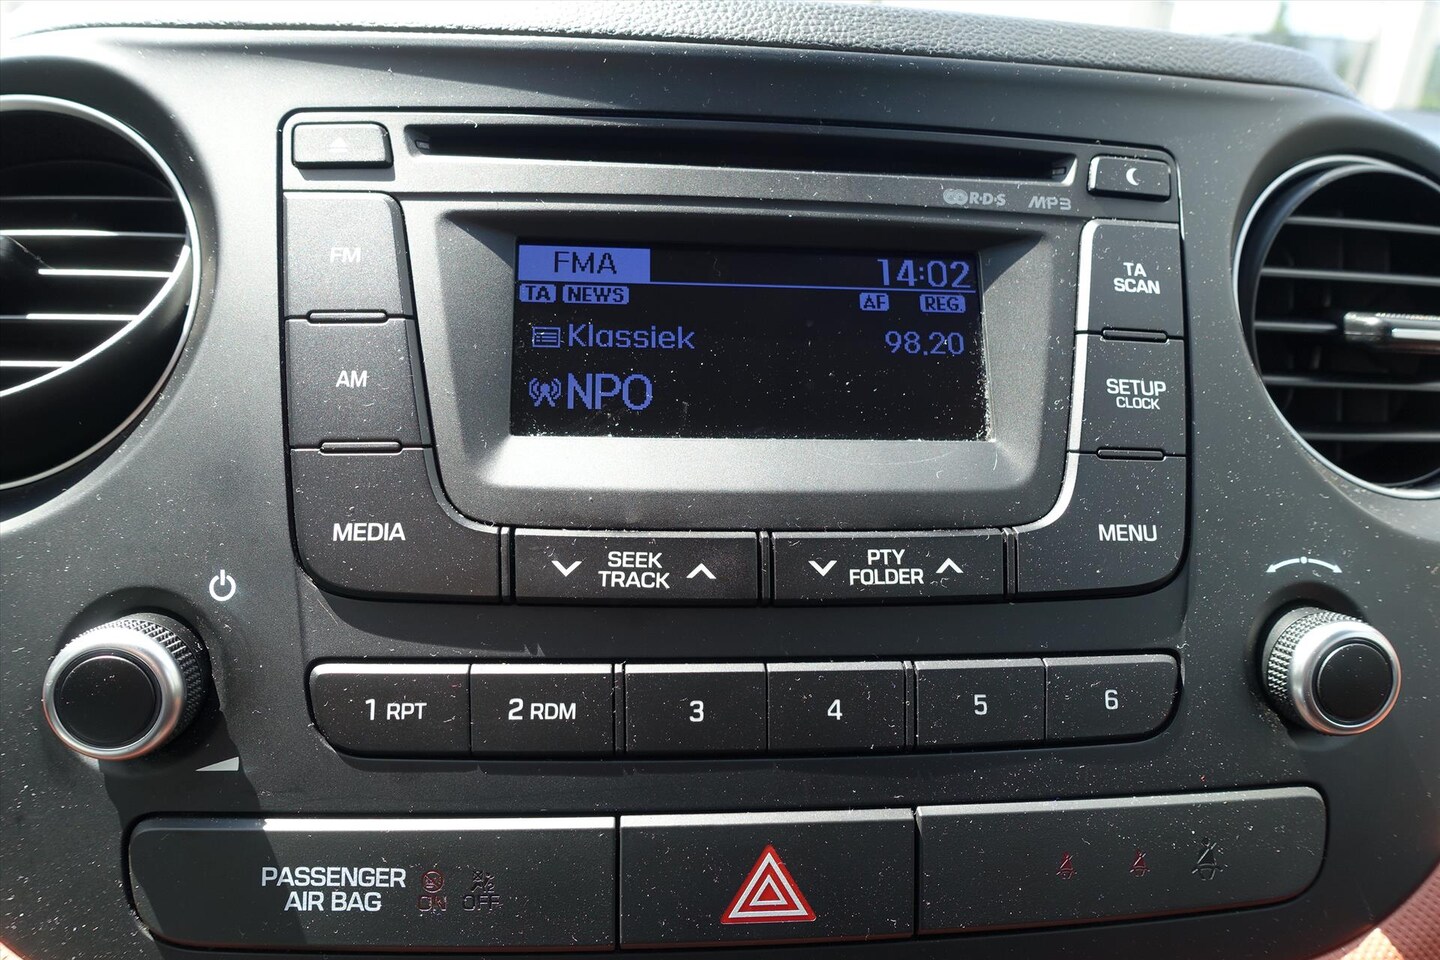 R·D·S MP3
FM
AM
MEDIA
FMA 14:02
TA NEWS AF REG.
Klassiek 98.20
NPO
TA
SCAN
SETUP
CLOCK
MENU
SEEK
TRACK
PTY
FOLDER
1 RPT 2 RDM 3 4 5 6
PASSENGER
AIR BAG
ON OFF